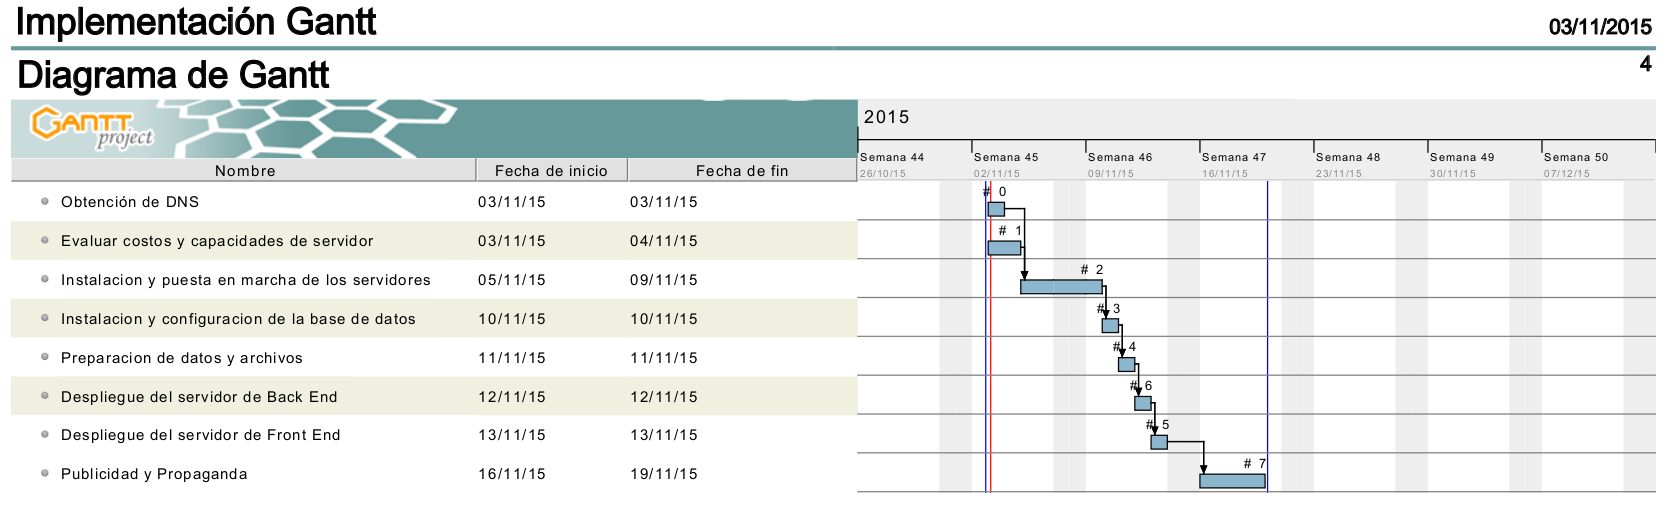 Implementación Gantt
03/11/2015
Diagrama de Gantt
4
GANTT
project
2015
Semana 44 Semana 45 Semana 46 Semana 47 Semana 48 Semana 49 Semana 50
Nombre Fecha de inicio Fecha de fin
26/10/15 02/11/15 09/11/15 16/11/15 23/11/15 30/11/15 07/12/15
# 0
Obtención de DNS 03/11/15 03/11/15
# 1
Evaluar costos y capacidades de servidor 03/11/15 04/11/15
# 2
Instalacion y puesta en marcha de los servidores 05/11/15 09/11/15
# 3
Instalacion y configuracion de la base de datos 10/11/15 10/11/15
# 4
Preparacion de datos y archivos 11/11/15 11/11/15
# 6
Despliegue del servidor de Back End 12/11/15 12/11/15
# 5
Despliegue del servidor de Front End 13/11/15 13/11/15
# 7
Publicidad y Propaganda 16/11/15 19/11/15